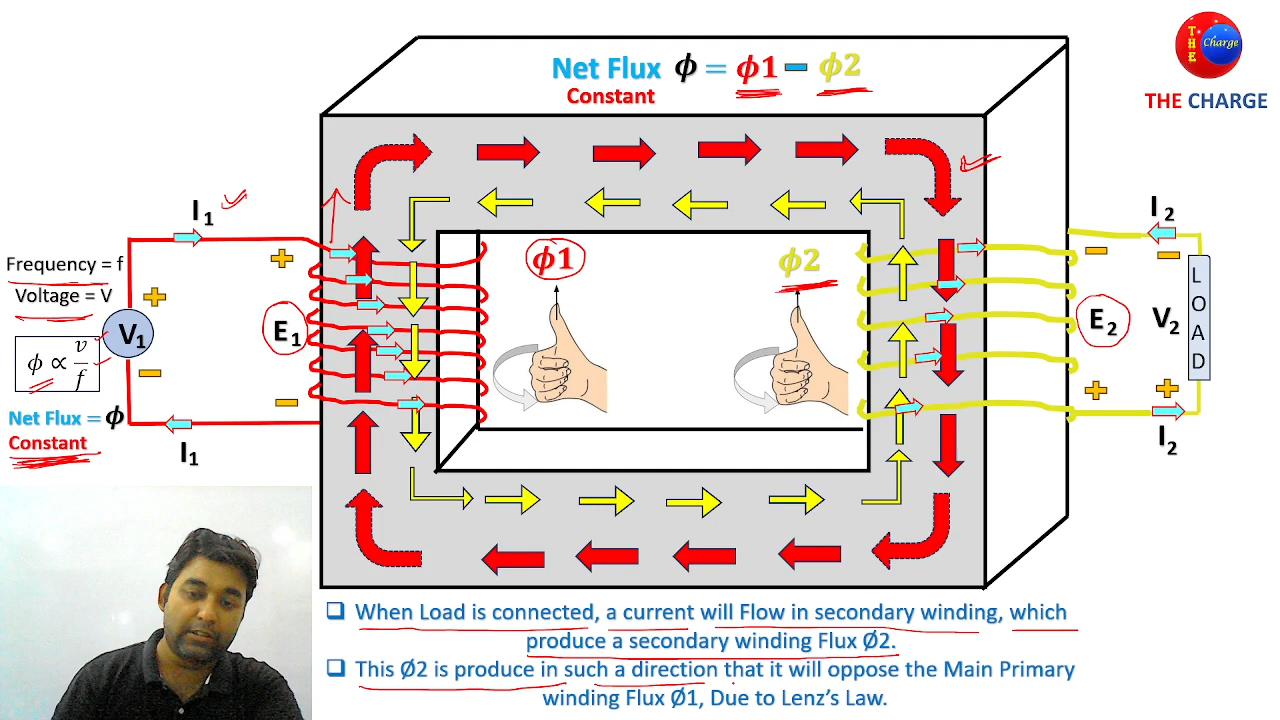 Net Flux ϕ = ϕ1 - ϕ2
Constant
THE
Charge
THE CHARGE
I1
I2
Frequency = f
Voltage = V
+
V1
-
ϕ ∝ v/f
Net Flux = ϕ
Constant
I1
+
E1
-
ϕ1
ϕ2
-
E2
+
-
V2
+
LOAD
I2
❑ When Load is connected, a current will Flow in secondary winding, which
produce a secondary winding Flux Ø2.
❑ This Ø2 is produce in such a direction that it will oppose the Main Primary
winding Flux Ø1, Due to Lenz's Law.